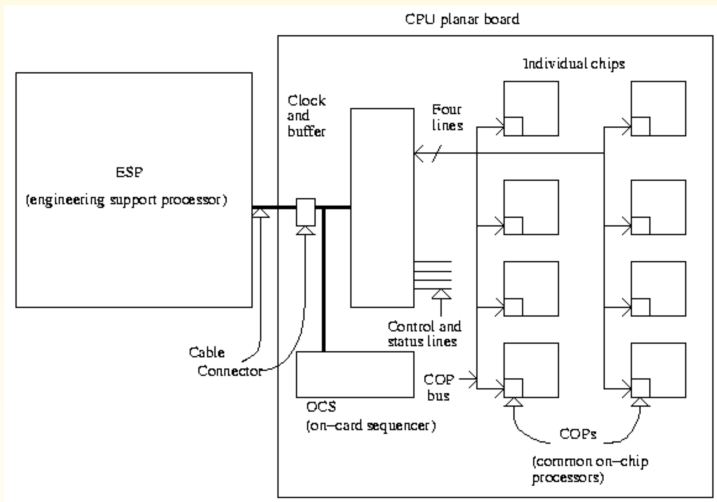 CPU planar board
Individual chips
Clock
and
buffer
Four
lines
ESP
(engineering support processor)
Control and
status lines
Cable
Connector
COP
bus
OCS
(on-card sequencer)
COPs
(common on-chip
processors)